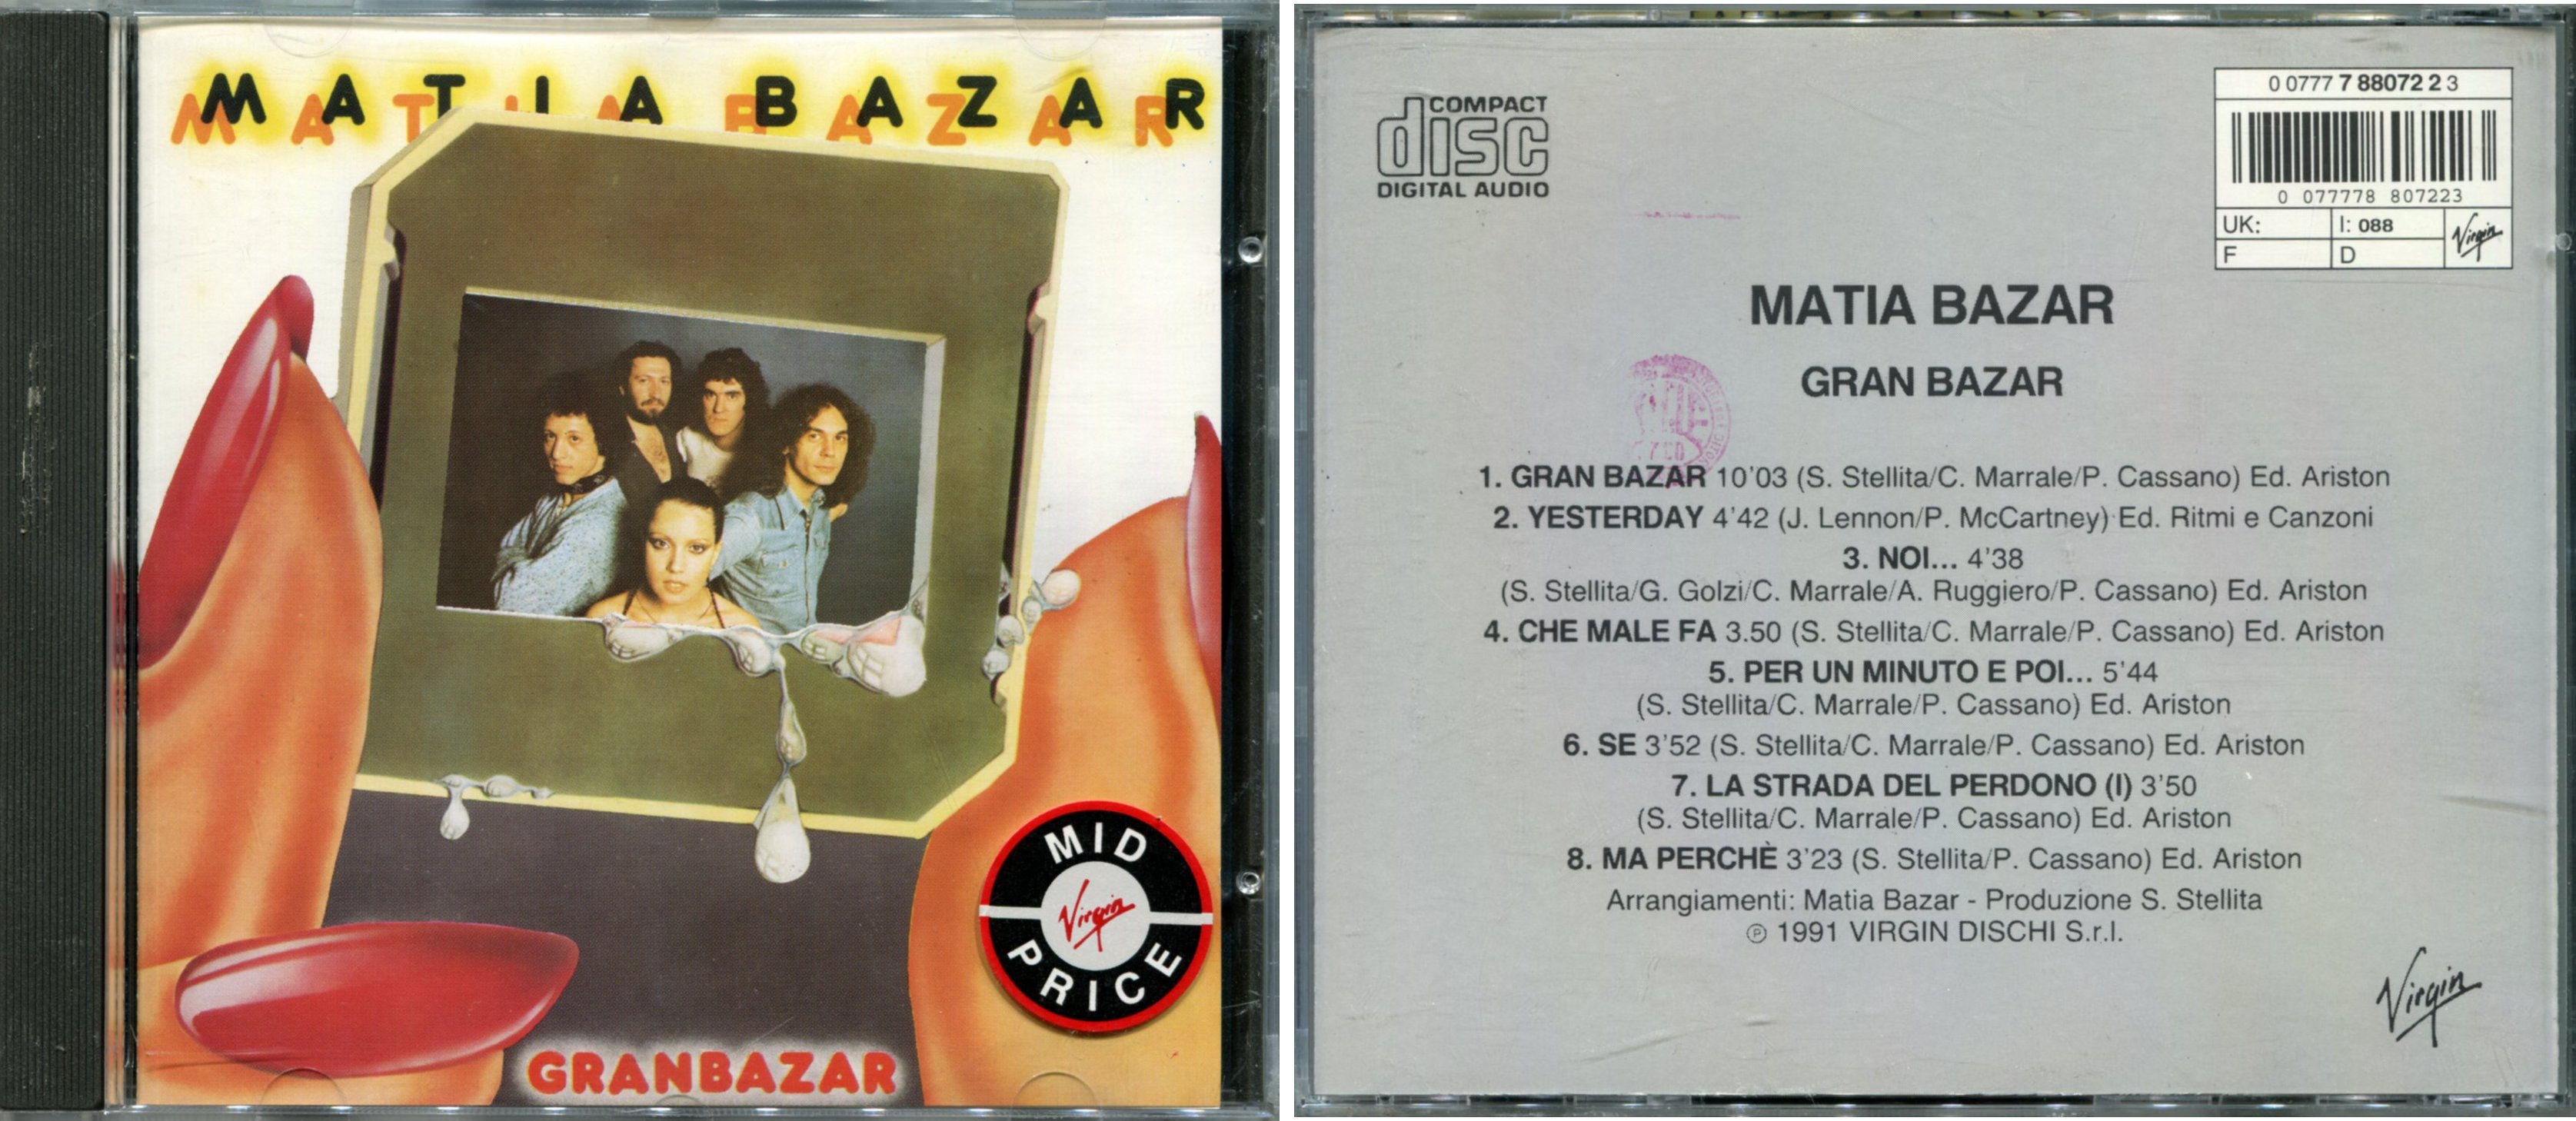 MATIA BAZAR
MATIA BAZAR
MID
Virgin
PRICE
GRANBAZAR
COMPACT
disc
DIGITAL AUDIO
0 0777 7 88072 2 3
0 077778 807223
UK:
I: 088
Virgin
F
D
MATIA BAZAR
GRAN BAZAR
1. GRAN BAZAR 10'03 (S. Stellita/C. Marrale/P. Cassano) Ed. Ariston
2. YESTERDAY 4'42 (J. Lennon/P. McCartney) Ed. Ritmi e Canzoni
3. NOI... 4'38
(S. Stellita/G. Golzi/C. Marrale/A. Ruggiero/P. Cassano) Ed. Ariston
4. CHE MALE FA 3.50 (S. Stellita/C. Marrale/P. Cassano) Ed. Ariston
5. PER UN MINUTO E POI... 5'44
(S. Stellita/C. Marrale/P. Cassano) Ed. Ariston
6. SE 3'52 (S. Stellita/C. Marrale/P. Cassano) Ed. Ariston
7. LA STRADA DEL PERDONO (I) 3'50
(S. Stellita/C. Marrale/P. Cassano) Ed. Ariston
8. MA PERCHÈ 3'23 (S. Stellita/P. Cassano) Ed. Ariston
Arrangiamenti: Matia Bazar - Produzione S. Stellita
℗ 1991 VIRGIN DISCHI S.r.l.
Virgin